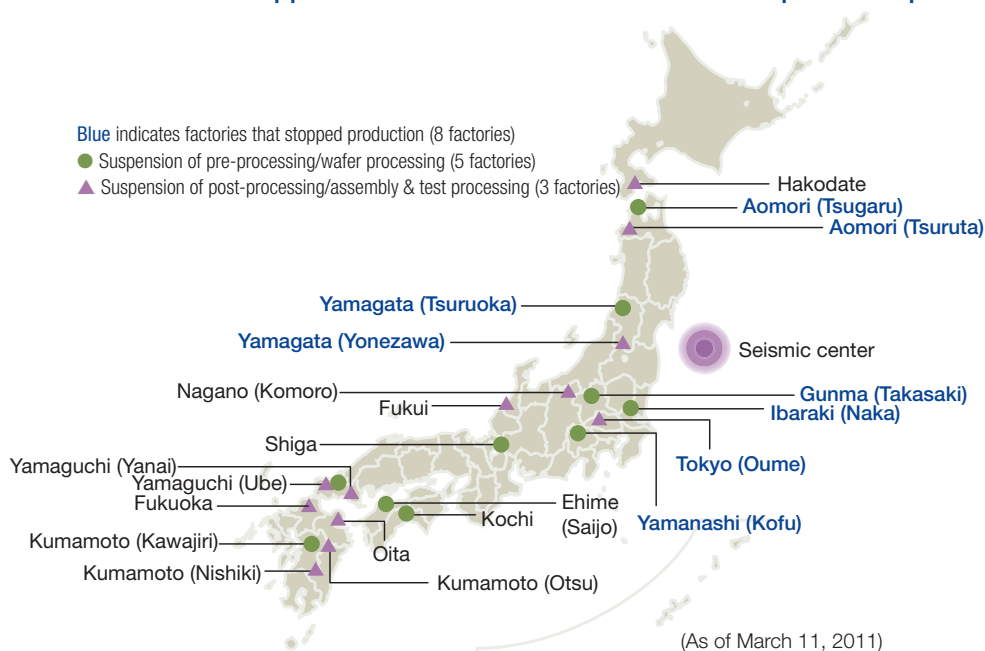 Blue indicates factories that stopped production (8 factories)
Suspension of pre-processing/wafer processing (5 factories)
Suspension of post-processing/assembly & test processing (3 factories)
Hakodate
Aomori (Tsugaru)
Aomori (Tsuruta)
Yamagata (Tsuruoka)
Yamagata (Yonezawa)
Seismic center
Nagano (Komoro)
Gunma (Takasaki)
Fukui
Ibaraki (Naka)
Shiga
Tokyo (Oume)
Yamaguchi (Yanai)
Yamaguchi (Ube)
Fukuoka
Ehime
(Saijo)
Kochi
Yamanashi (Kofu)
Kumamoto (Kawajiri)
Oita
Kumamoto (Nishiki)
Kumamoto (Otsu)
(As of March 11, 2011)